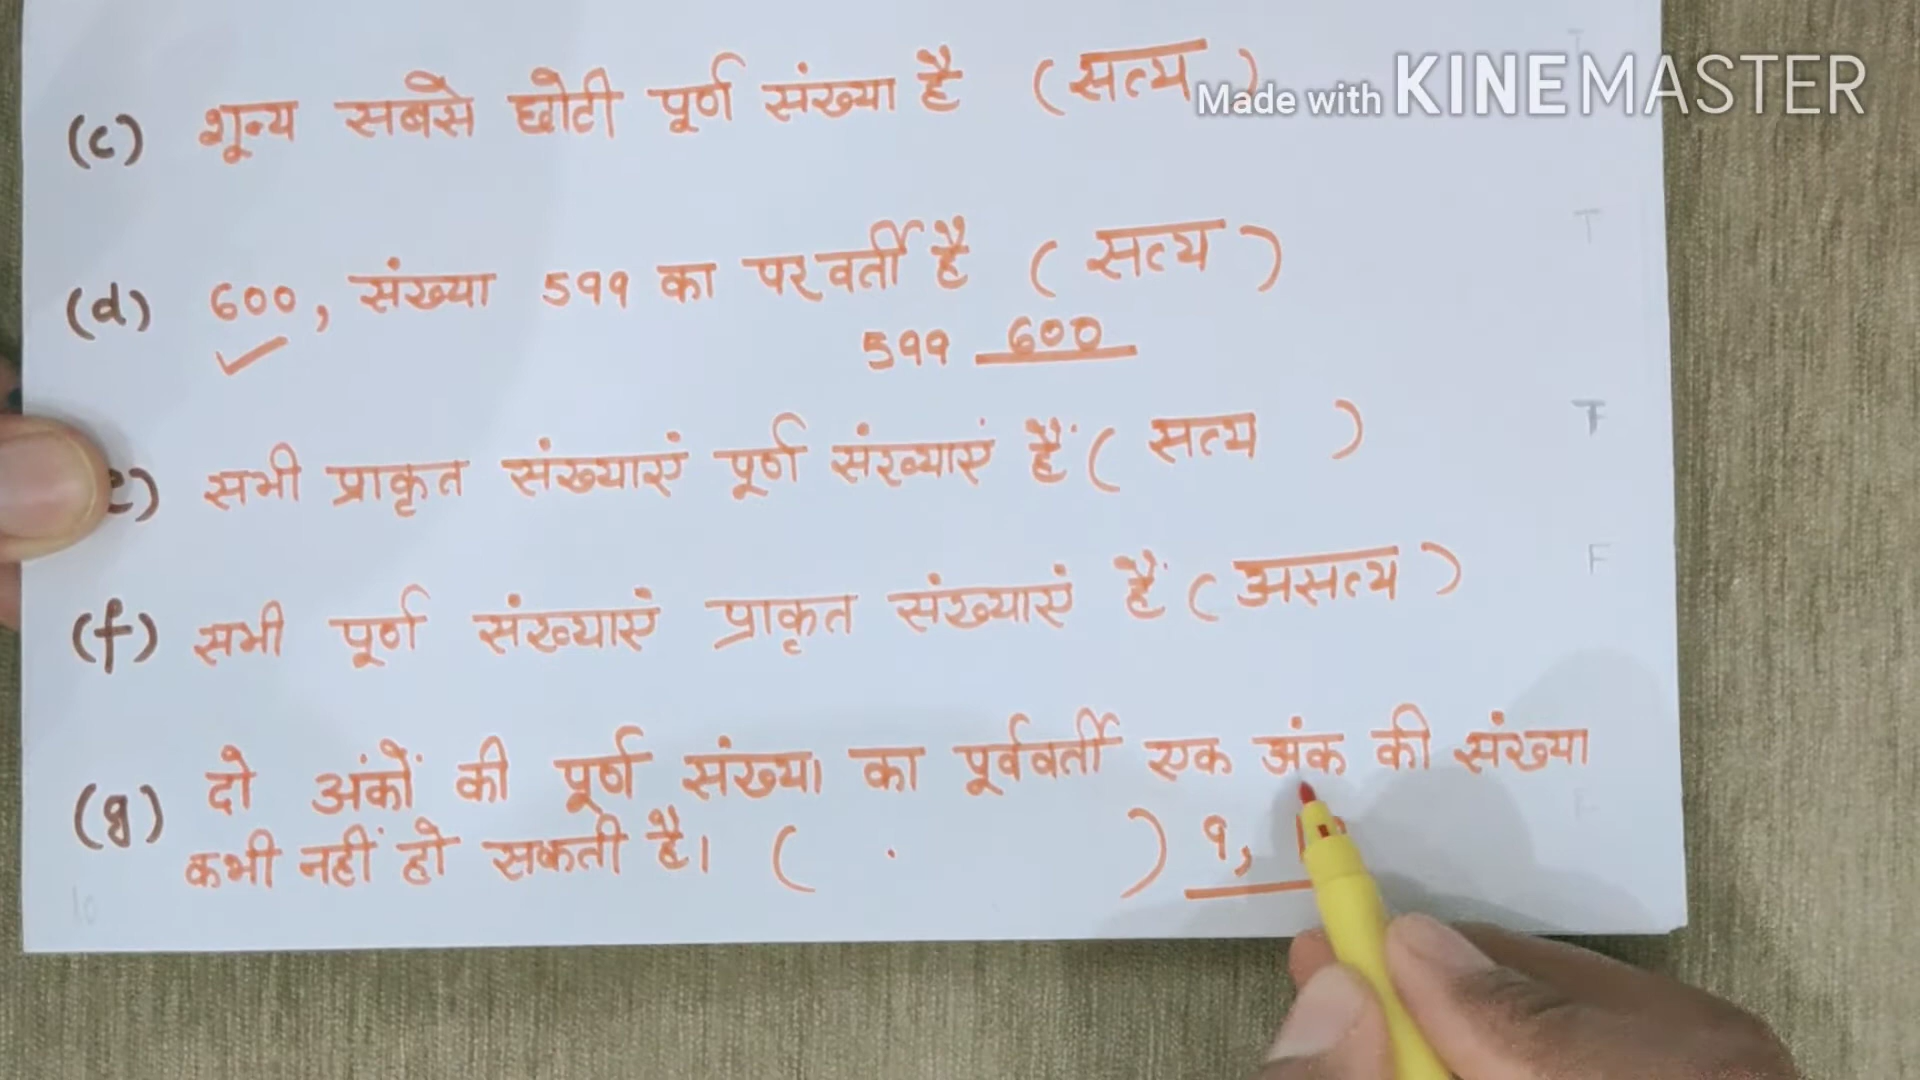 (c) शून्य सबसे छोटी पूर्ण संख्या है (सत्य)
Made with KINEMASTER
(d) 600, संख्या 599 का परवर्ती है (सत्य)
599 600
T
e) सभी प्राकृत संख्याएं पूर्ण संख्याएं हैं (सत्य )
T
(f) सभी पूर्ण संख्याएं प्राकृत संख्याएं हैं (असत्य)
F
(g) दो अंकों की पूर्ण संख्या का पूर्ववर्ती एक अंक की संख्या
कभी नहीं हो सकती है। ( . ) 9,
F
10